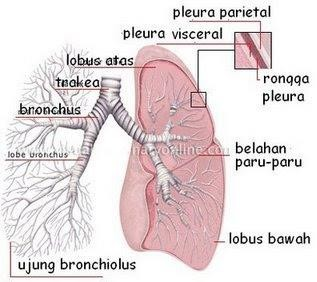 pleura parietal
pleura visceral
lobus atas
trakea
bronchus
rongga
pleura
lobe bronchus
belahan
paru-paru
lobus bawah
ujung bronchiolus